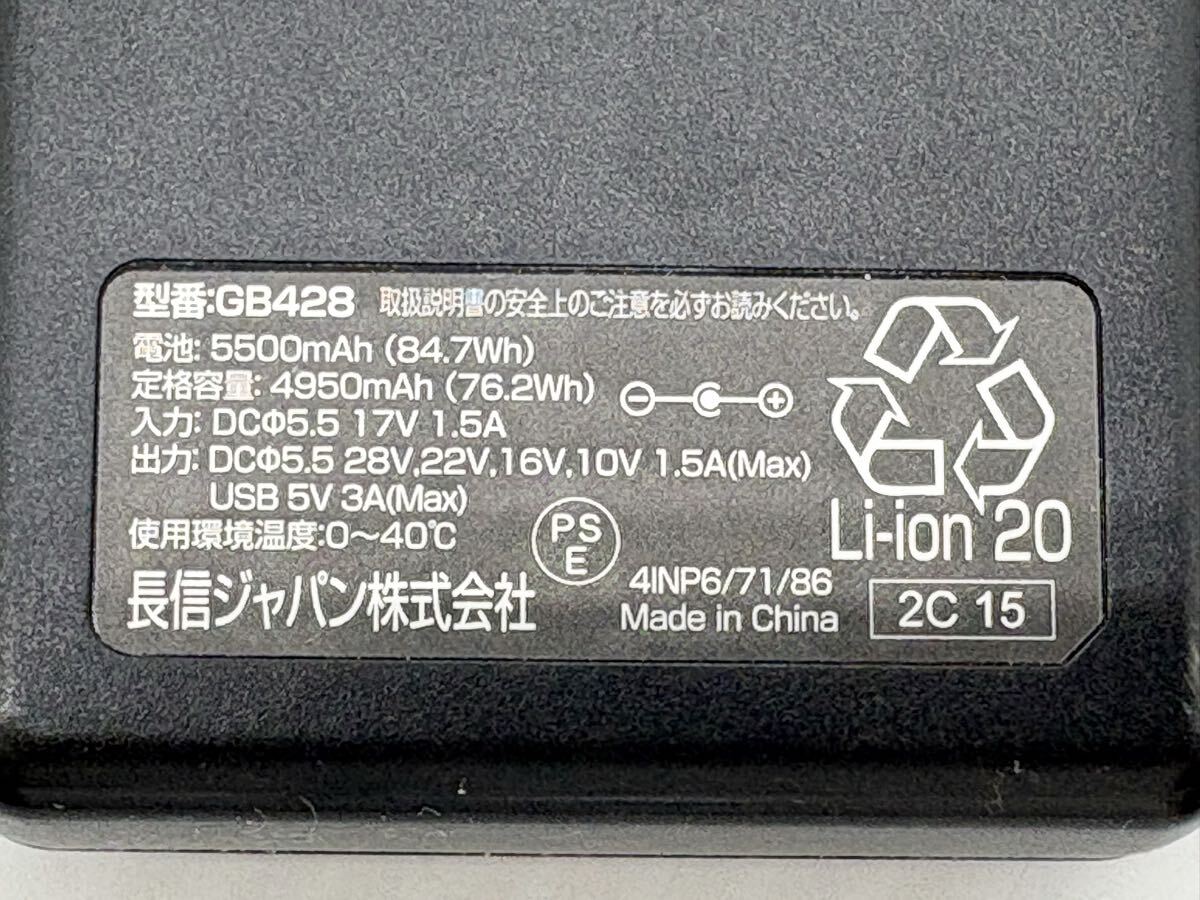 型番:GB428 取扱説明書の安全上のご注意を必ずお読みください。
電池: 5500mAh (84.7Wh)
定格容量: 4950mAh (76.2Wh)
入力: DCΦ5.5 17V 1.5A
出力: DCΦ5.5 28V,22V,16V,10V 1.5A(Max)
USB 5V 3A(Max)
使用環境温度:0～40℃
長信ジャパン株式会社
PS
E
4INP6/71/86
Made in China
Li-ion 20
2C 15